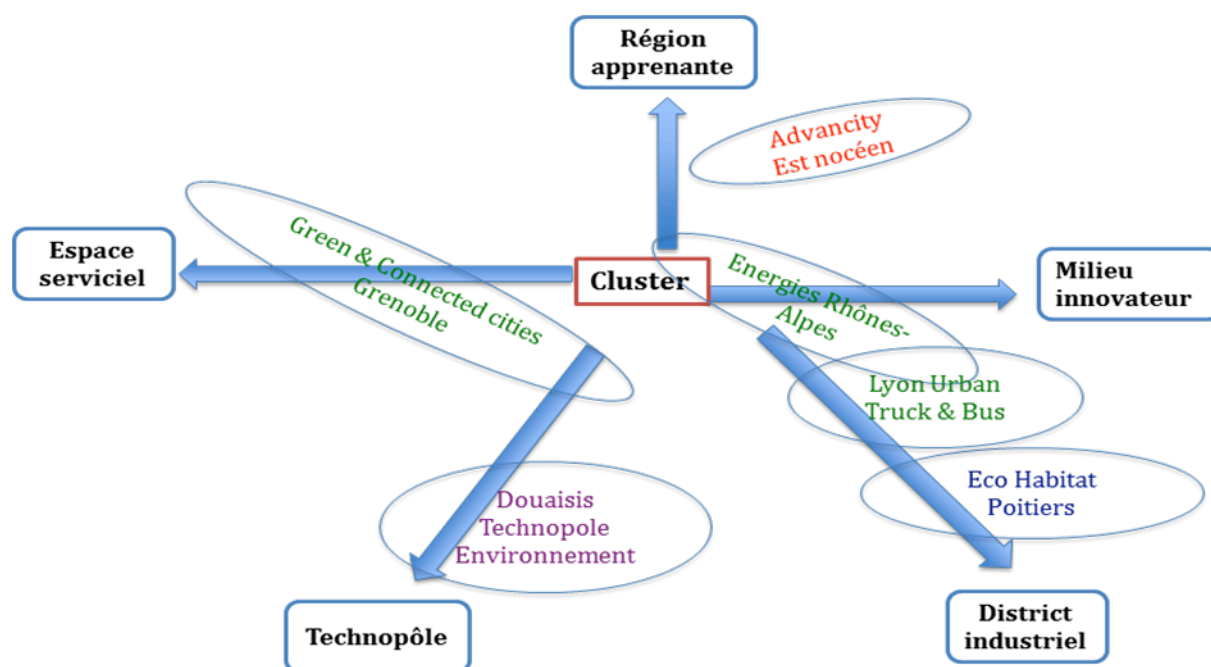 Région
apprenante
Advancity
Est nocéen
Green & Connected cities
Grenoble
Espace
serviciel
Cluster
Energies Rhônes-
Alpes
Milieu
innovateur
Lyon Urban
Truck & Bus
Eco Habitat
Poitiers
Douaisis
Technopole
Environnement
Technopôle
District
industriel